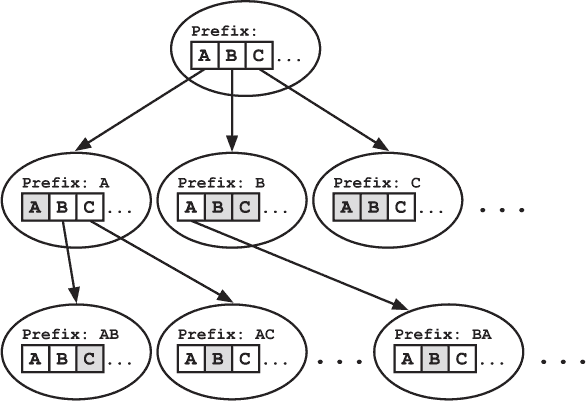 Prefix:
A B C ...
Prefix: A
A B C ...
Prefix: B
A B C ...
Prefix: C
A B C ...
...
Prefix: AB
A B C ...
Prefix: AC
A B C ...
...
Prefix: BA
A B C ...
...